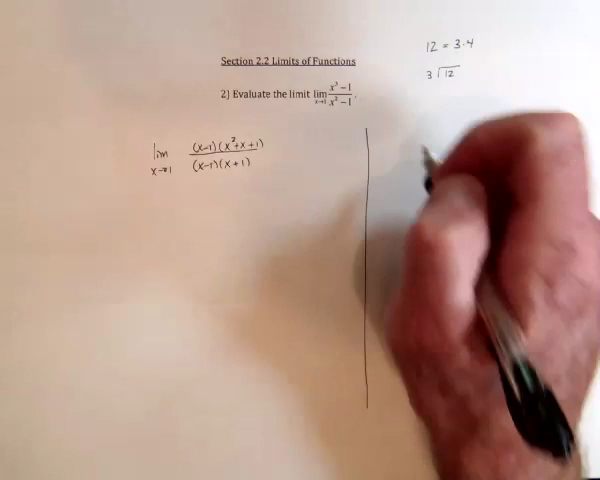 12 = 3·4
Section 2.2 Limits of Functions
3 √12
2) Evaluate the limit lim x→1 x³ − 1 / x² − 1 .
lim x→1 (x−1)(x²+x+1) / (x−1)(x+1)